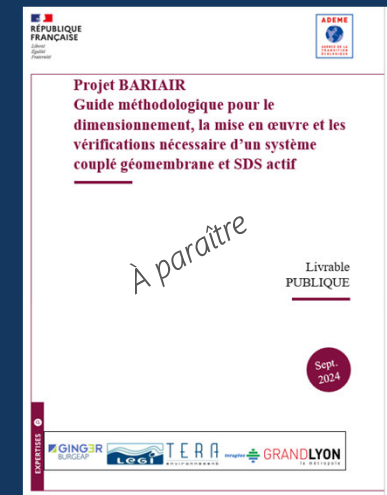 RÉPUBLIQUE
FRANÇAISE
Liberté
Égalité
Fraternité
ADEME
AGENCE DE LA
TRANSITION
ÉCOLOGIQUE
Projet BARIAIR
Guide méthodologique pour le
dimensionnement, la mise en œuvre et les
vérifications nécessaire d'un système
couplé géomembrane et SDS actif
À paraître
Livrable
PUBLIQUE
Sept.
2024
EXPERTISES
GINGER
BURGEAP
LEGI
TERA
environnement
GRANDLYON
la métropole